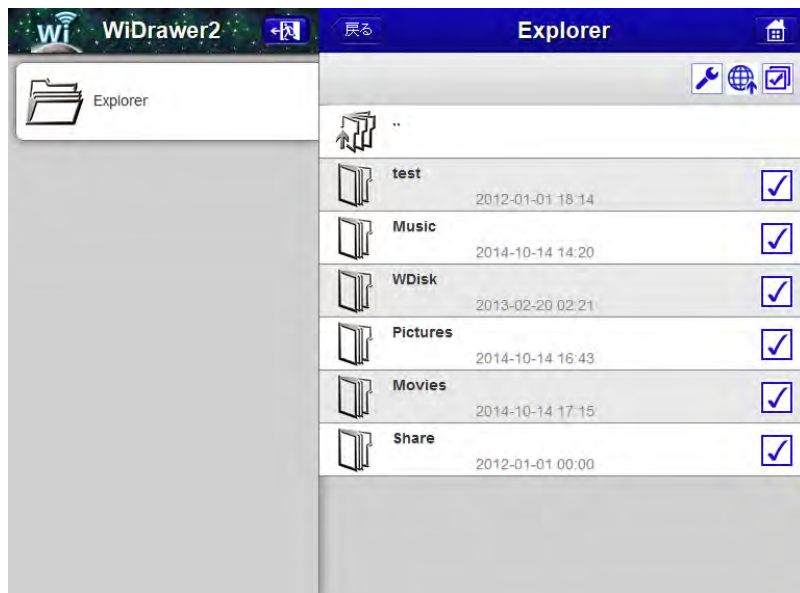 Wi WiDrawer2
戻る Explorer
Explorer
..
test
2012-01-01 18:14
Music
2014-10-14 14:20
WDisk
2013-02-20 02:21
Pictures
2014-10-14 16:43
Movies
2014-10-14 17:15
Share
2012-01-01 00:00